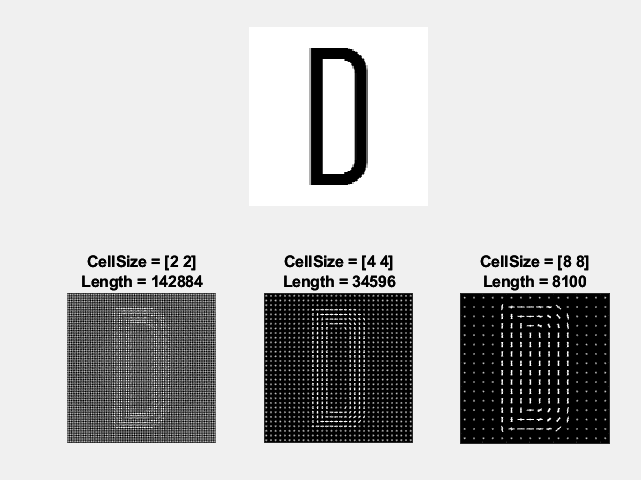 D
CellSize = [2 2]
Length = 142884
CellSize = [4 4]
Length = 34596
CellSize = [8 8]
Length = 8100